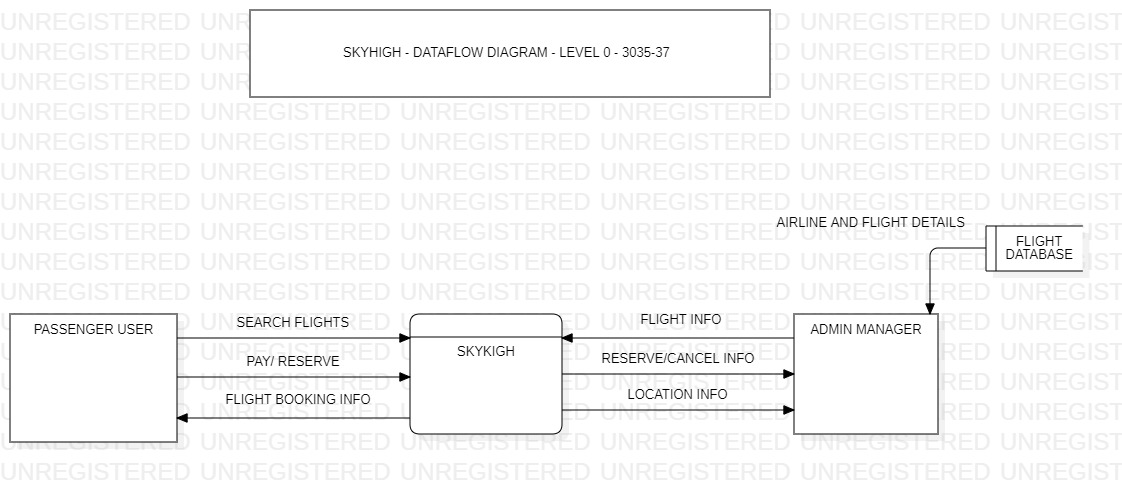 SKYHIGH - DATAFLOW DIAGRAM - LEVEL 0 - 3035-37
AIRLINE AND FLIGHT DETAILS
FLIGHT
DATABASE
PASSENGER USER
SEARCH FLIGHTS
PAY/ RESERVE
FLIGHT BOOKING INFO
SKYKIGH
FLIGHT INFO
RESERVE/CANCEL INFO
LOCATION INFO
ADMIN MANAGER
UNREGISTERED